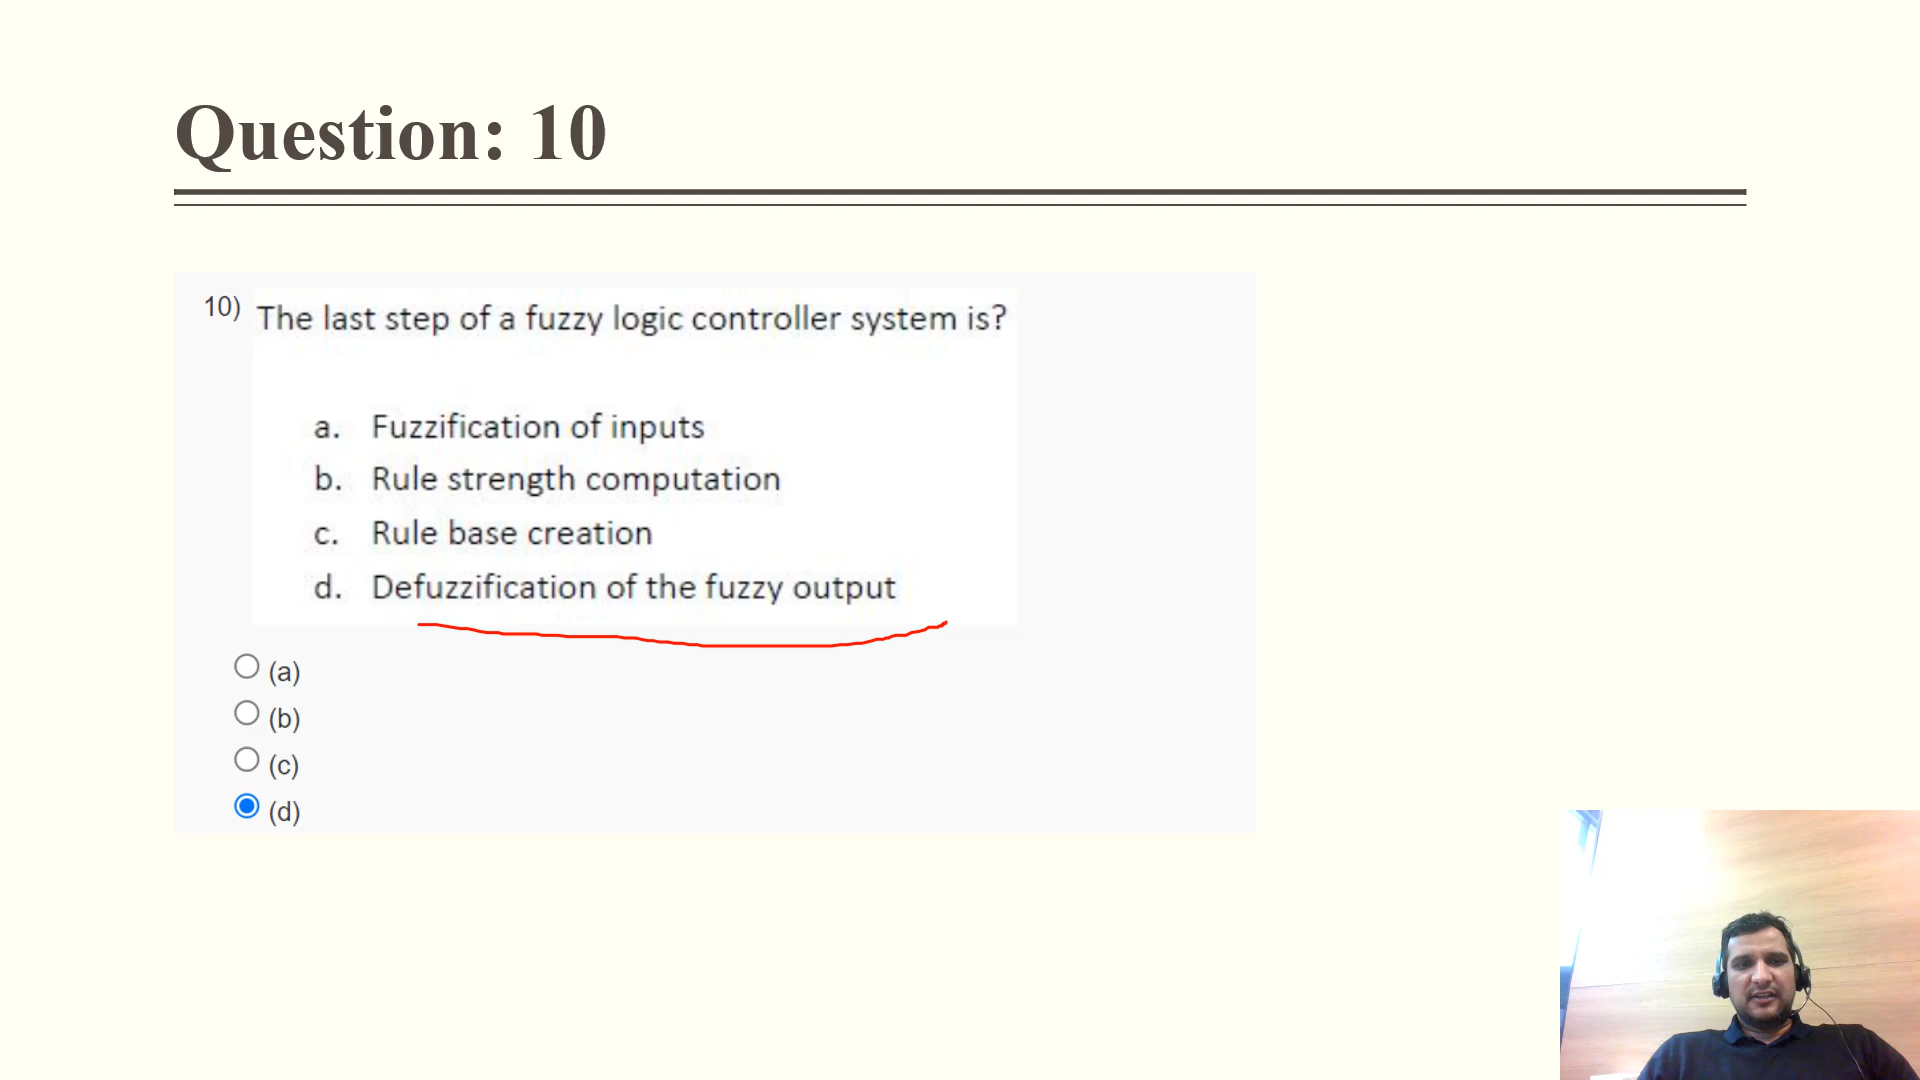 Question: 10
10) The last step of a fuzzy logic controller system is?
a. Fuzzification of inputs
b. Rule strength computation
c. Rule base creation
d. Defuzzification of the fuzzy output
(a)
(b)
(c)
(d)